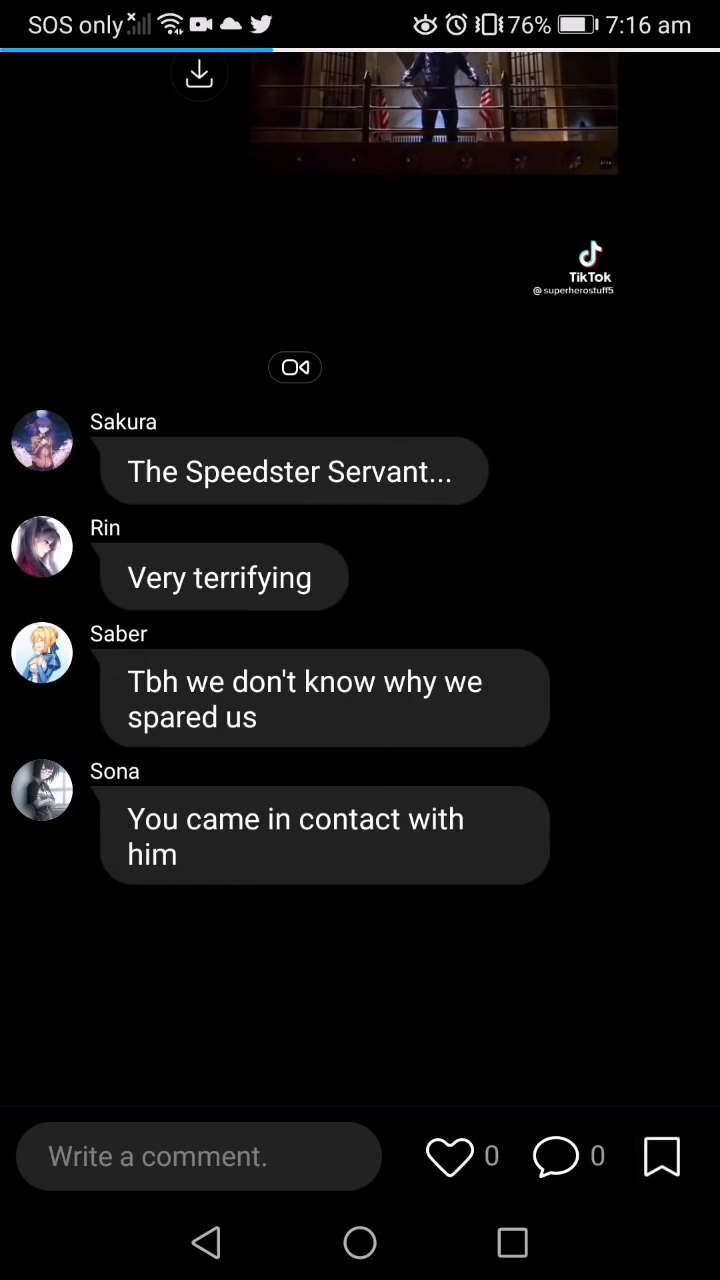 SOS only 76% 7:16 am
TikTok
@superherostuff5
Sakura
The Speedster Servant...
Rin
Very terrifying
Saber
Tbh we don't know why we
spared us
Sona
You came in contact with
him
Write a comment. 0 0